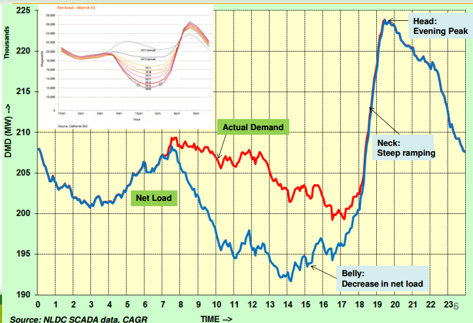 225
220
215
210
205
200
195
190
Thousands
DMD (MW) -->
Net load - March 31
Head:
Evening Peak
Actual Demand
Neck:
Steep ramping
Net Load
Belly:
Decrease in net load
0 1 2 3 4 5 6 7 8 9 10 11 12 13 14 15 16 17 18 19 20 21 22 23
6
Source: NLDC SCADA data, CAGR
TIME -->